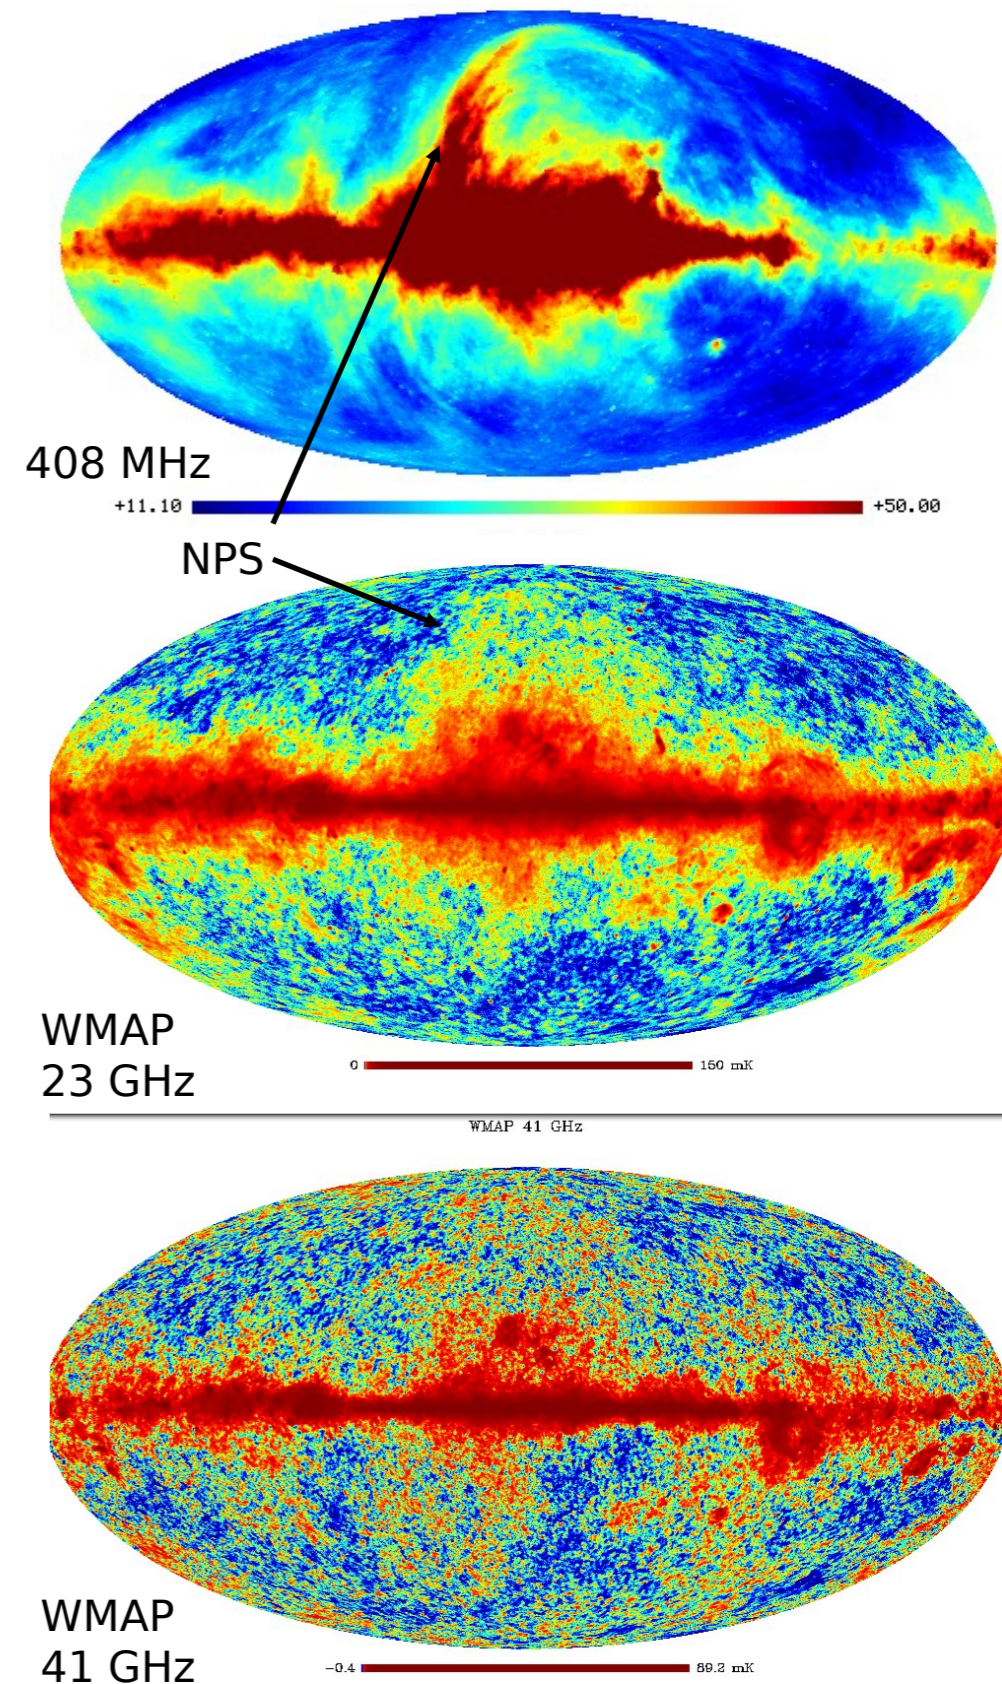 408 MHz
+11.10 +50.00
NPS
WMAP
23 GHz
0 150 mK
WMAP 41 GHz
WMAP
41 GHz
−0.4 89.2 mK